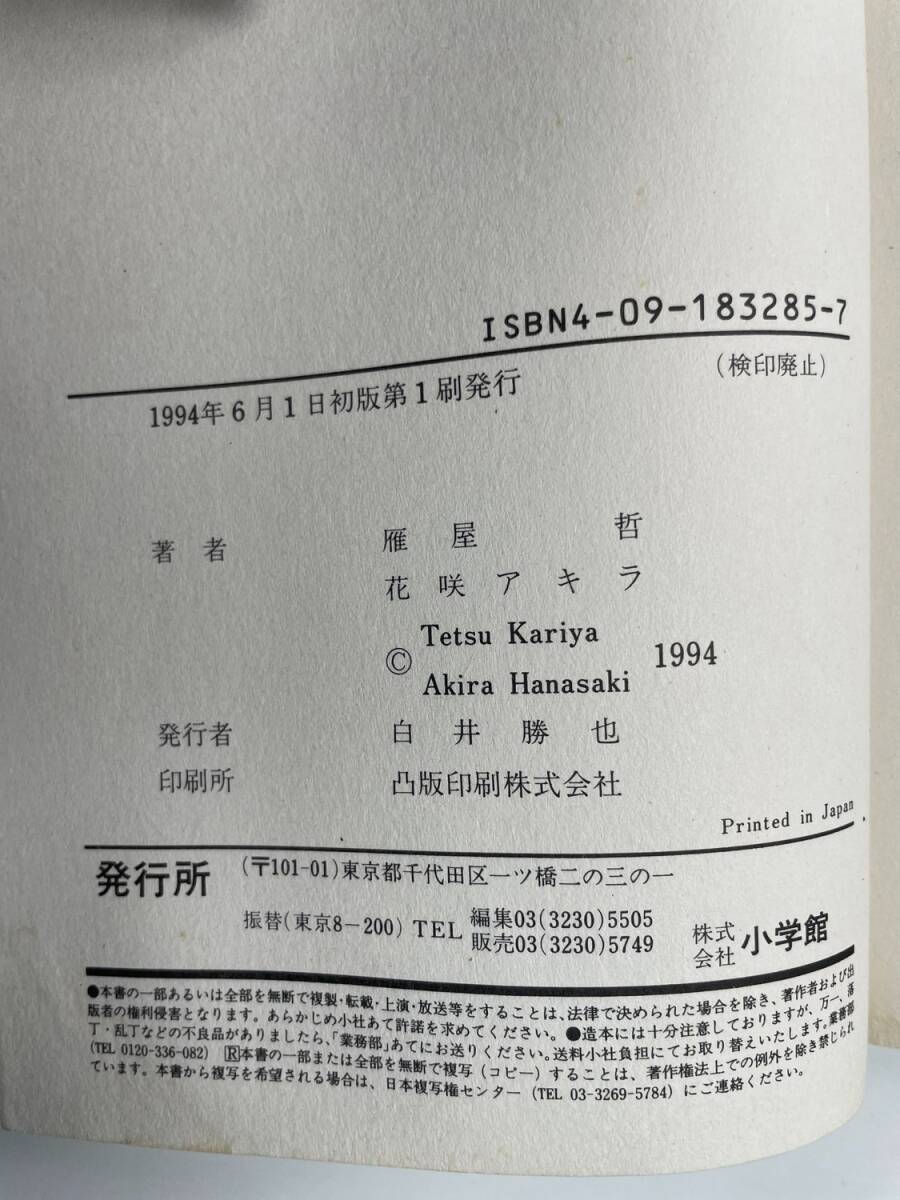 ISBN4-09-183285-7
(検印廃止)
1994年6月1日初版第1刷発行
著者 雁屋 哲
花咲アキラ
© Tetsu Kariya
Akira Hanasaki 1994
発行者 白井勝也
印刷所 凸版印刷株式会社
Printed in Japan
発行所 (〒101-01)東京都千代田区一ツ橋二の三の一
振替(東京8-200) TEL 編集03(3230)5505
販売03(3230)5749
株式会社 小学館
●本書の一部あるいは全部を無断で複製・転載・上演・放送等をすることは、法律で決められた場合を除き、著作者および出
版者の権利侵害となります。あらかじめ小社あて許諾を求めてください。●造本には十分注意しておりますが、万一、落
丁・乱丁などの不良品がありましたら、「業務部」あてにお送りください。送料小社負担にてお取り替えいたします。業務部
(TEL 0120-336-082) Ⓡ本書の一部または全部を無断で複写(コピー)することは、著作権法上での例外を除き禁じられ
ています。本書から複写を希望される場合は、日本複写権センター(TEL 03-3269-5784)にご連絡ください。